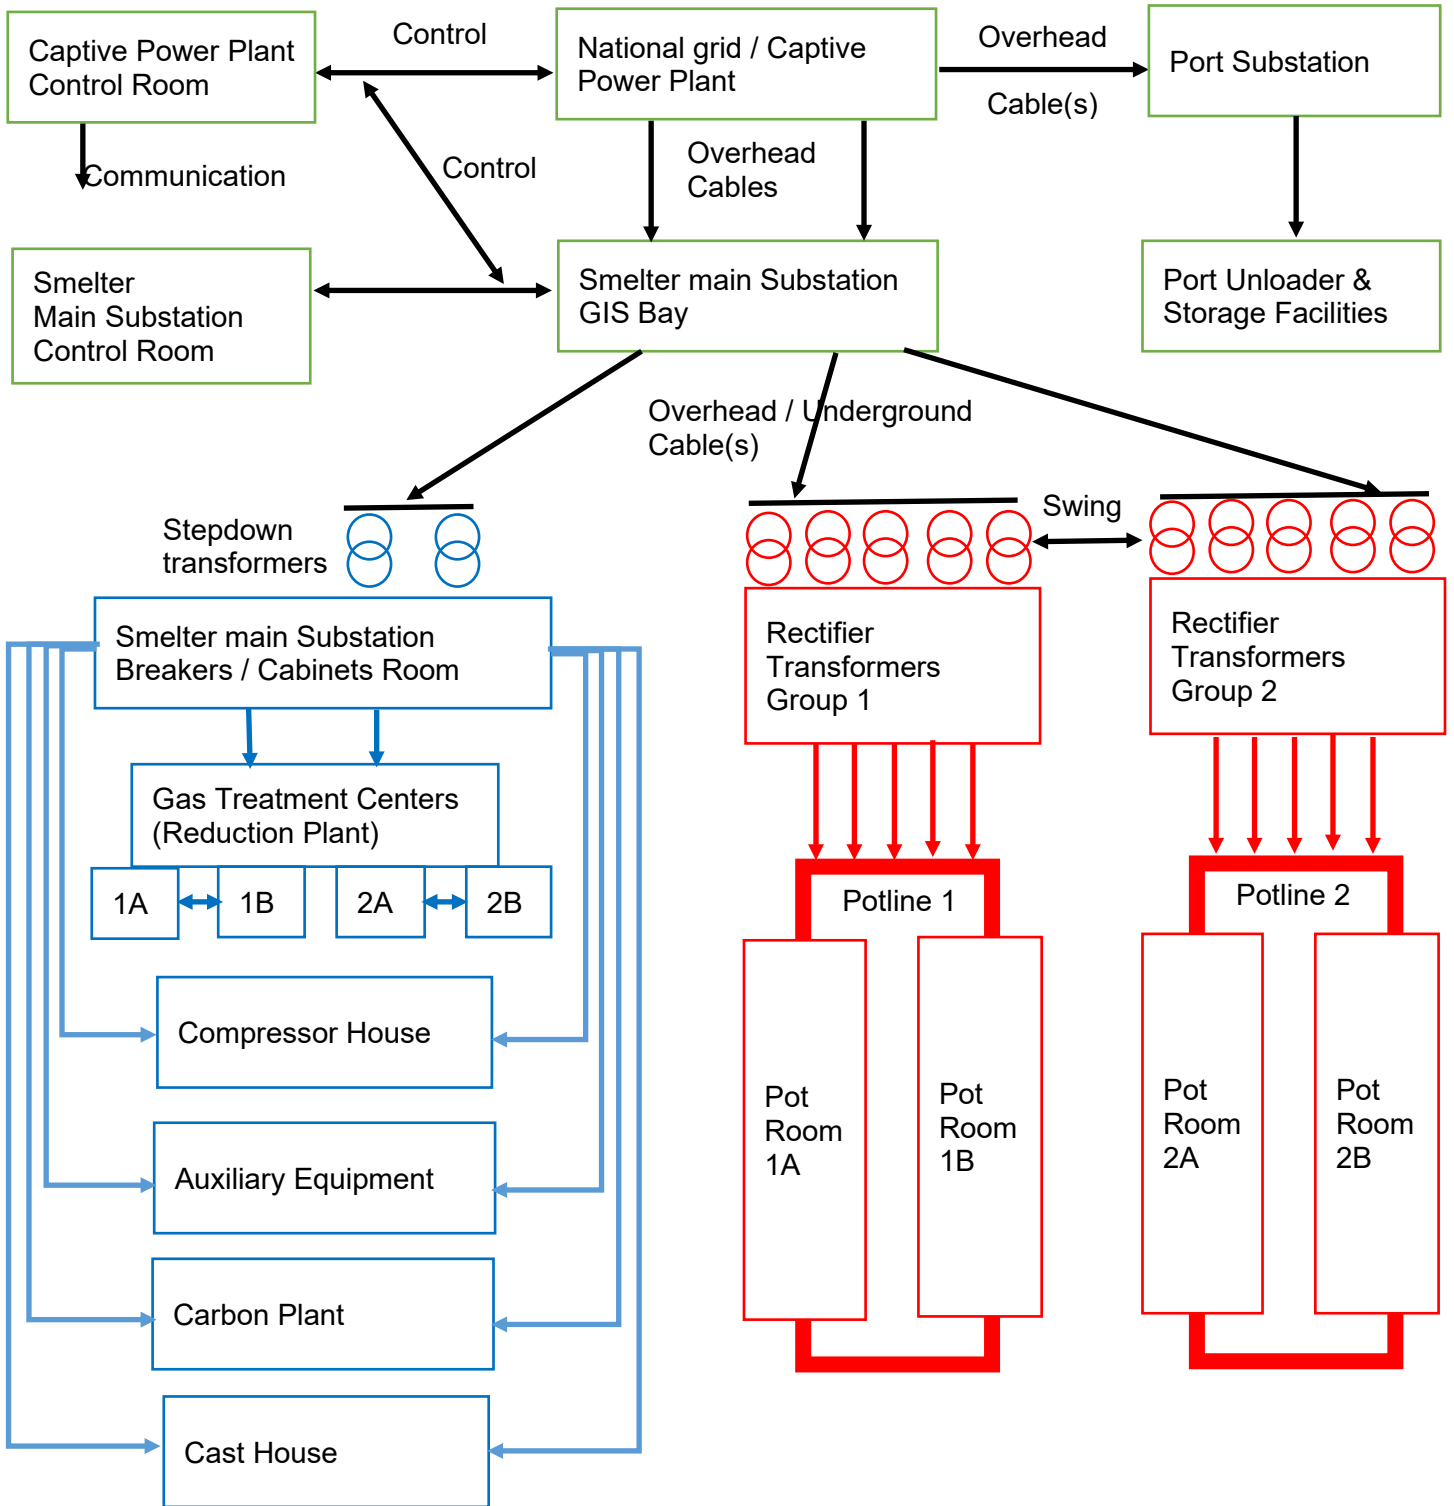 Captive Power Plant
Control Room
Control
National grid / Captive
Power Plant
Overhead
Cable(s)
Port Substation
Communication
Control
Overhead
Cables
Smelter
Main Substation
Control Room
Smelter main Substation
GIS Bay
Port Unloader &
Storage Facilities
Overhead / Underground
Cable(s)
Stepdown
transformers
Swing
Smelter main Substation
Breakers / Cabinets Room
Rectifier
Transformers
Group 1
Rectifier
Transformers
Group 2
Gas Treatment Centers
(Reduction Plant)
1A
1B
2A
2B
Potline 1
Potline 2
Compressor House
Auxiliary Equipment
Carbon Plant
Cast House
Pot
Room
1A
Pot
Room
1B
Pot
Room
2A
Pot
Room
2B